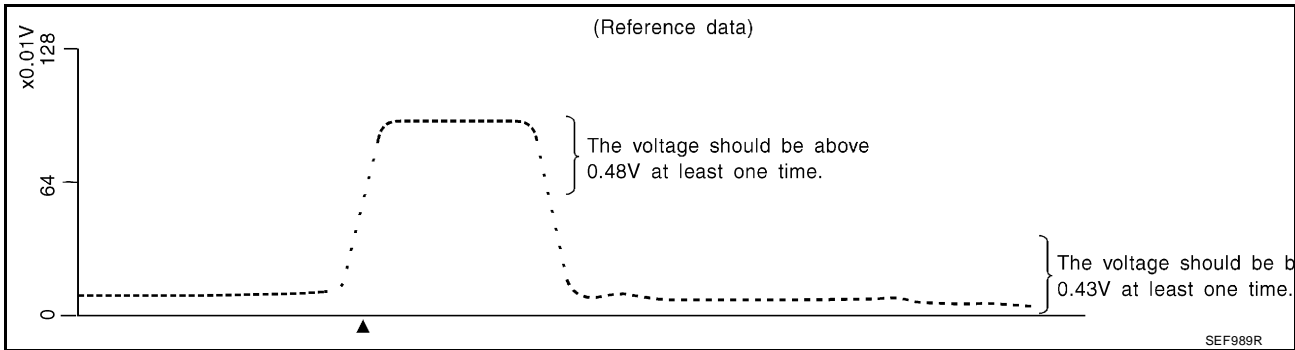 (Reference data)
x0.01V
128
64
0
The voltage should be above
0.48V at least one time.
The voltage should be b
0.43V at least one time.
SEF989R